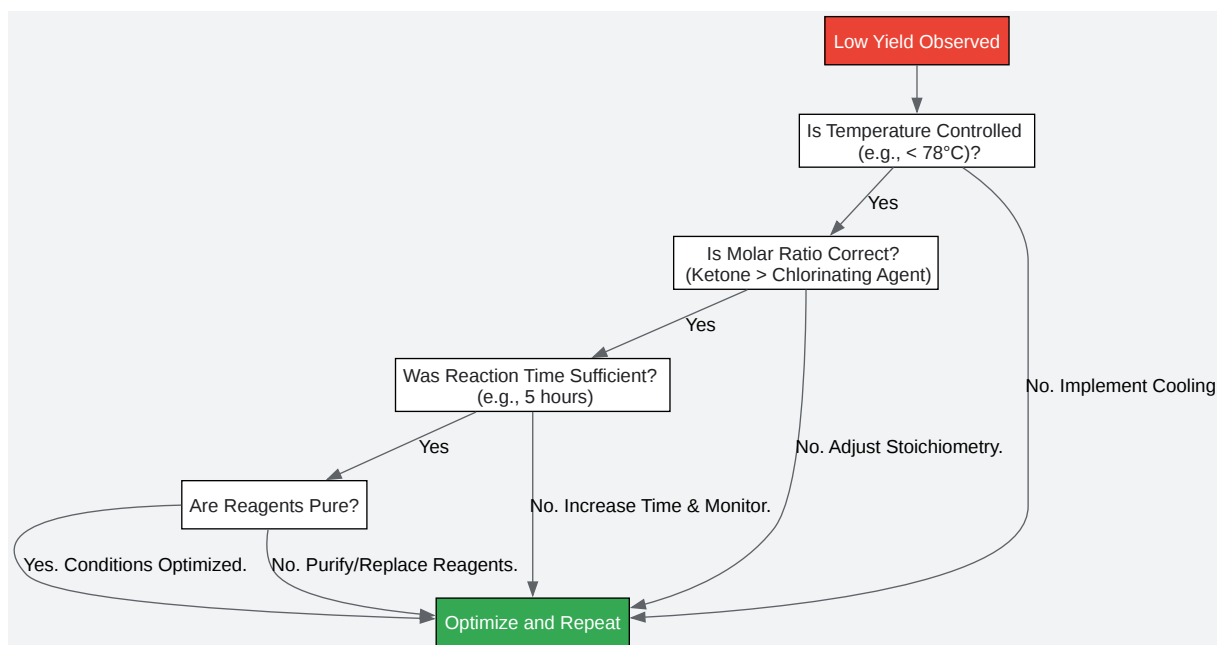 Low Yield Observed
Is Temperature Controlled
(e.g., < 78°C)?
Yes
Is Molar Ratio Correct?
(Ketone > Chlorinating Agent)
Yes
Was Reaction Time Sufficient?
(e.g., 5 hours)
No. Implement Cooling
Yes
No. Adjust Stoichiometry.
Are Reagents Pure?
No. Increase Time & Monitor.
Yes. Conditions Optimized.
No. Purify/Replace Reagents.
Optimize and Repeat